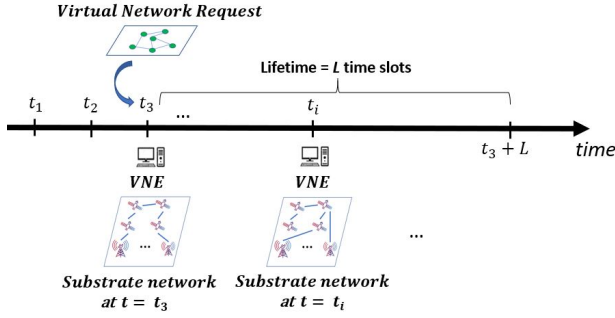 Virtual Network Request
Lifetime = L time slots
t₁ t₂ t₃ ... tᵢ
t₃ + L time
VNE VNE
... ... ...
Substrate network Substrate network
at t = t₃ at t = tᵢ